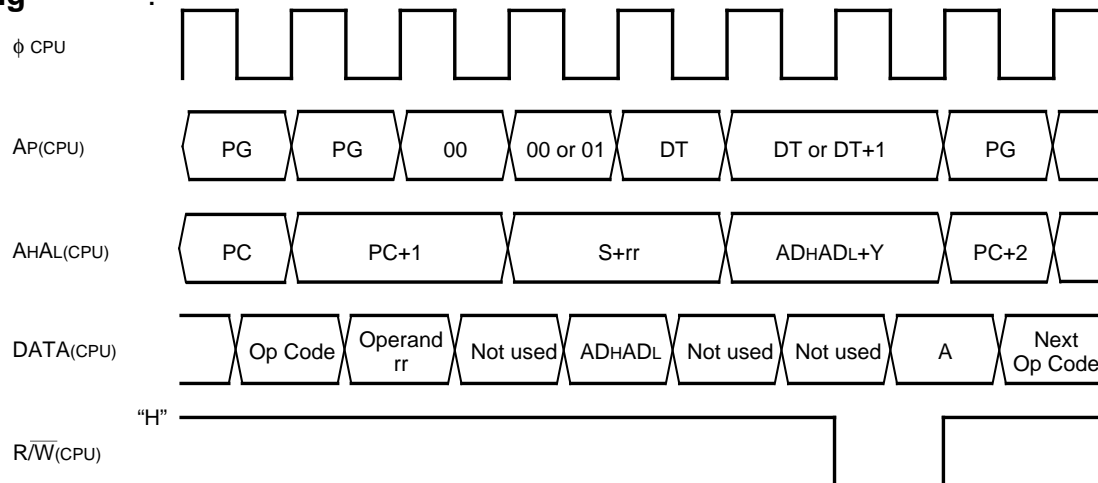 ng :
ϕ CPU
AP(CPU) PG PG 00 00 or 01 DT DT or DT+1 PG
AHAL(CPU) PC PC+1 S+rr ADHADL+Y PC+2
DATA(CPU) Op Code Operand rr Not used ADHADL Not used Not used A Next Op Code
“H”
R/W̅(CPU)